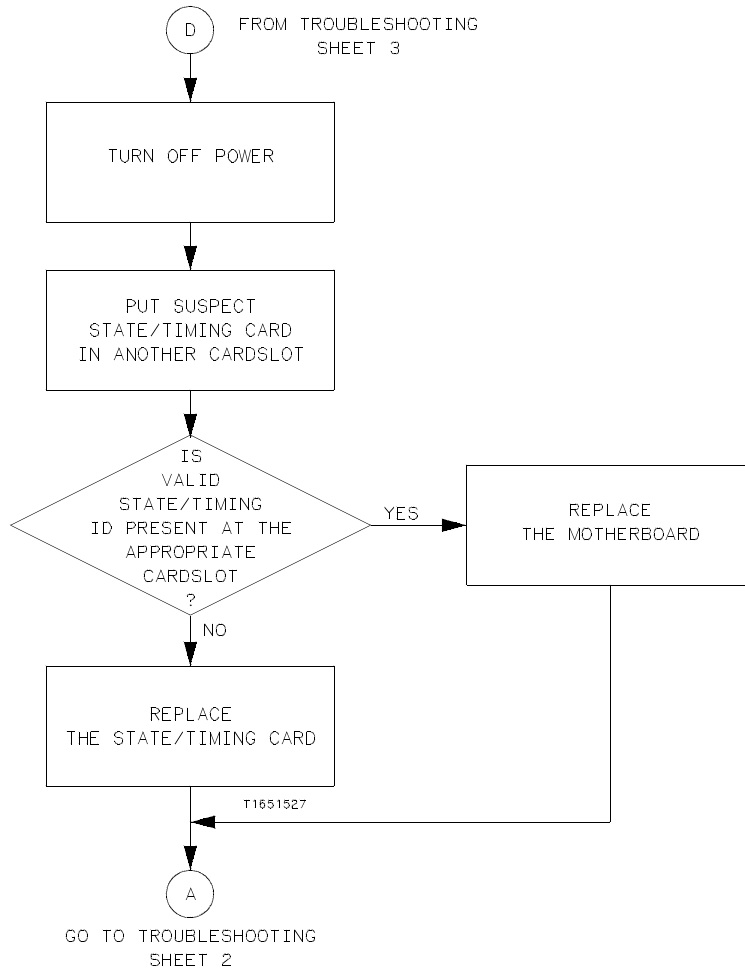 D
FROM TROUBLESHOOTING
SHEET 3
TURN OFF POWER
PUT SUSPECT
STATE/TIMING CARD
IN ANOTHER CARDSLOT
IS
VALID
STATE/TIMING
ID PRESENT AT THE
APPROPRIATE
CARDSLOT
?
YES
REPLACE
THE MOTHERBOARD
NO
REPLACE
THE STATE/TIMING CARD
T1651527
A
GO TO TROUBLESHOOTING
SHEET 2